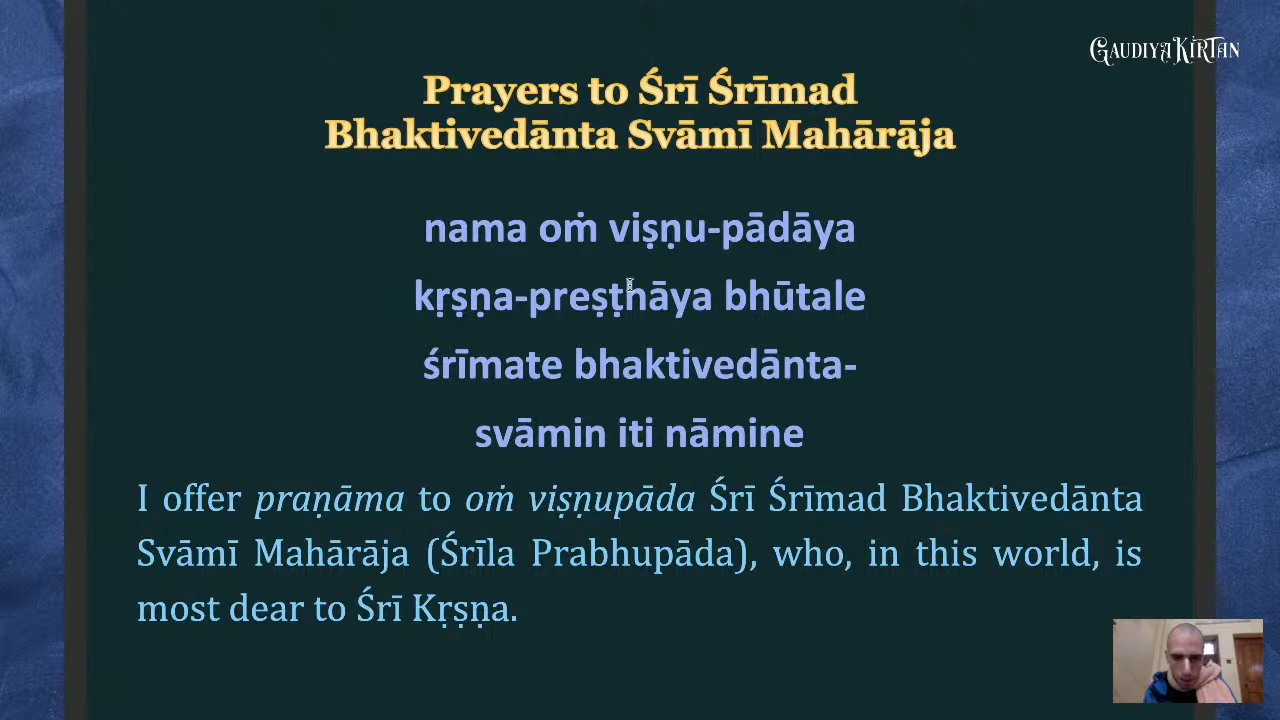 GAUDIYAKIRTAN
Prayers to Śrī Śrīmad
Bhaktivedānta Svāmī Mahārāja
nama oṁ viṣṇu-pādāya
kṛṣṇa-preṣṭhāya bhūtale
śrīmate bhaktivedānta-
svāmin iti nāmine
I offer praṇāma to oṁ viṣṇupāda Śrī Śrīmad Bhaktivedānta
Svāmī Mahārāja (Śrīla Prabhupāda), who, in this world, is
most dear to Śrī Kṛṣṇa.